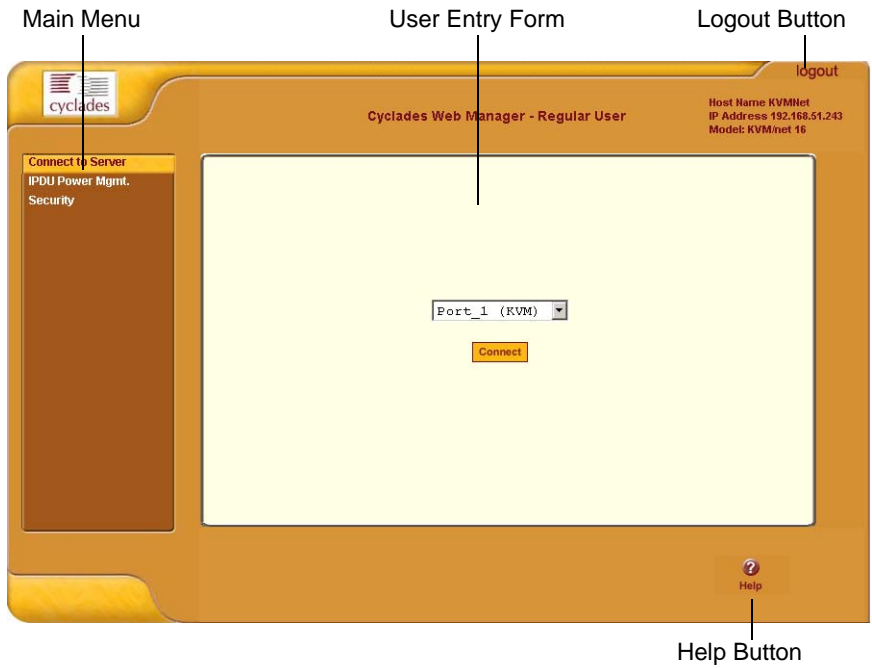 Main Menu
User Entry Form
Logout Button
logout
cyclades
Cyclades Web Manager - Regular User
Host Name KVMNet
IP Address 192.168.51.243
Model: KVM/net 16
Connect to Server
IPDU Power Mgmt.
Security
Port_1 (KVM)
Connect
?
Help
Help Button